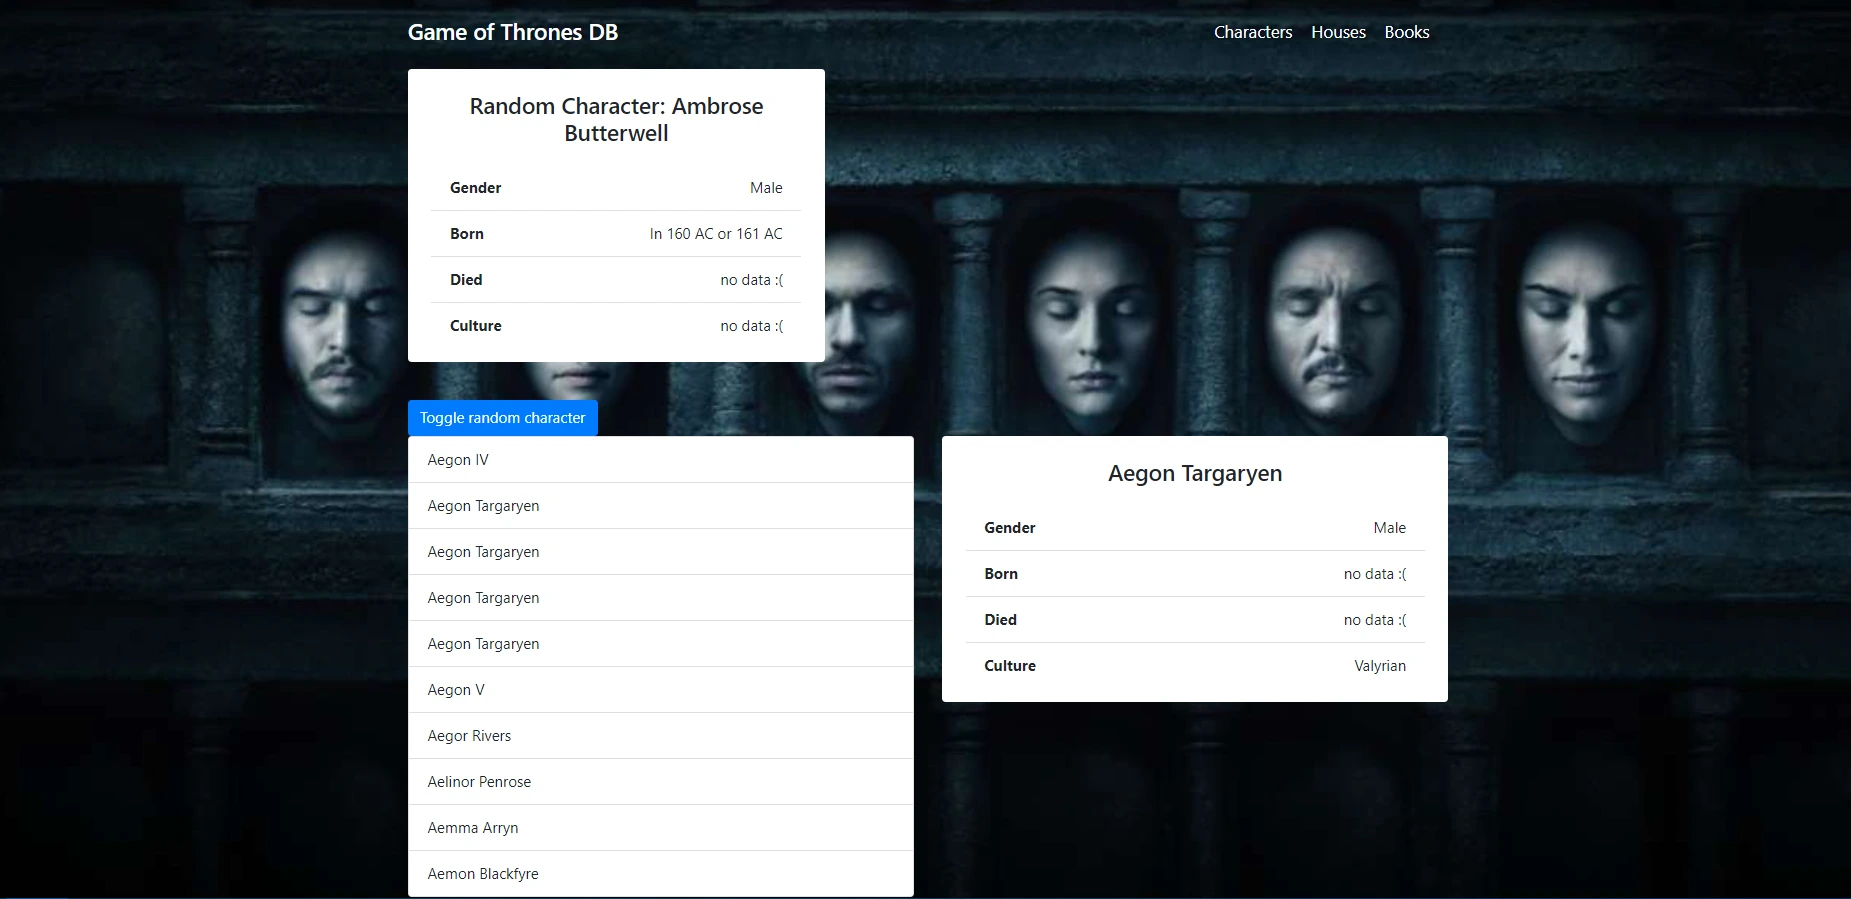 Game of Thrones DB
Characters Houses Books
Random Character: Ambrose
Butterwell
Gender Male
Born In 160 AC or 161 AC
Died no data :(
Culture no data :(
Toggle random character
Aegon IV
Aegon Targaryen
Aegon Targaryen
Aegon Targaryen
Aegon Targaryen
Aegon V
Aegor Rivers
Aelinor Penrose
Aemma Arryn
Aemon Blackfyre
Aegon Targaryen
Gender Male
Born no data :(
Died no data :(
Culture Valyrian